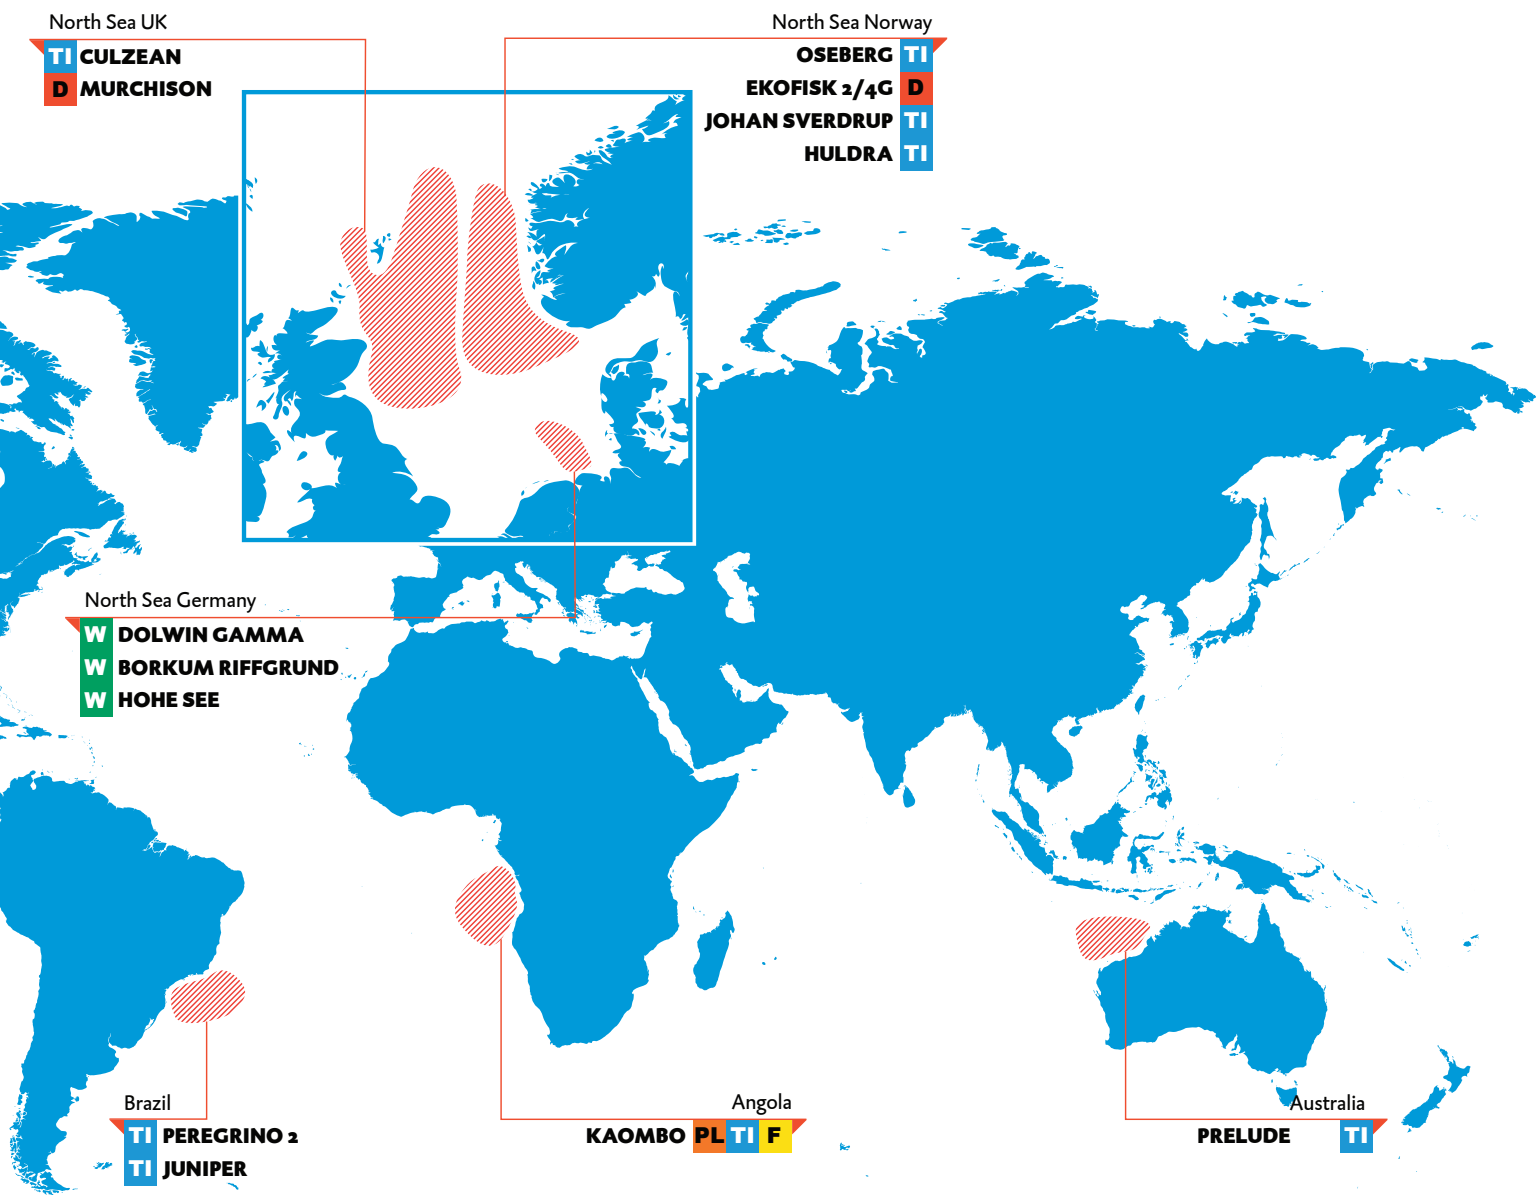 North Sea UK
TI CULZEAN
D MURCHISON
North Sea Norway
OSEBERG TI
EKOFISK 2/4G D
JOHAN SVERDRUP TI
HULDRA TI
North Sea Germany
W DOLWIN GAMMA
W BORKUM RIFFGRUND
W HOHE SEE
Brazil
TI PEREGRINO 2
TI JUNIPER
Angola
KAOMBO PL TI F
Australia
PRELUDE TI